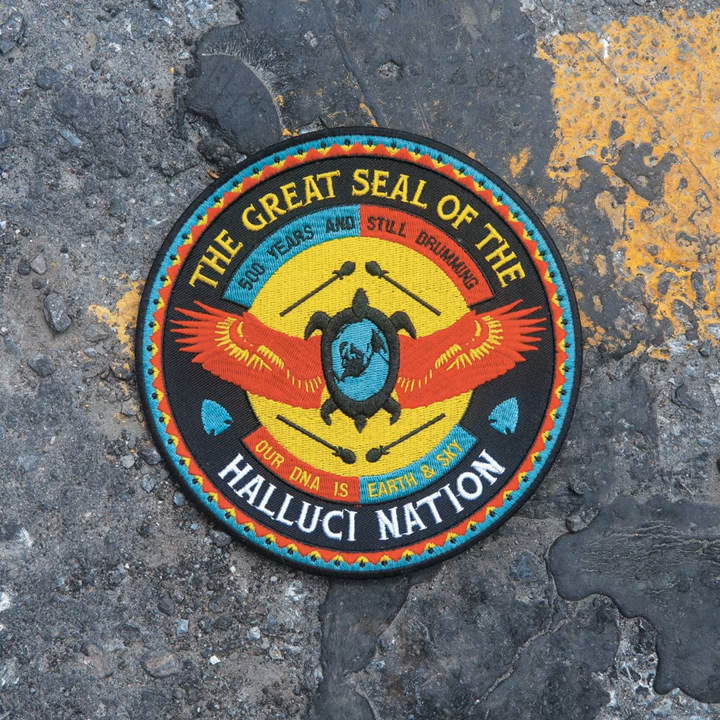 THE GREAT SEAL OF THE
500 YEARS AND STILL DRUMMING
OUR DNA IS EARTH & SKY
HALLUCI NATION